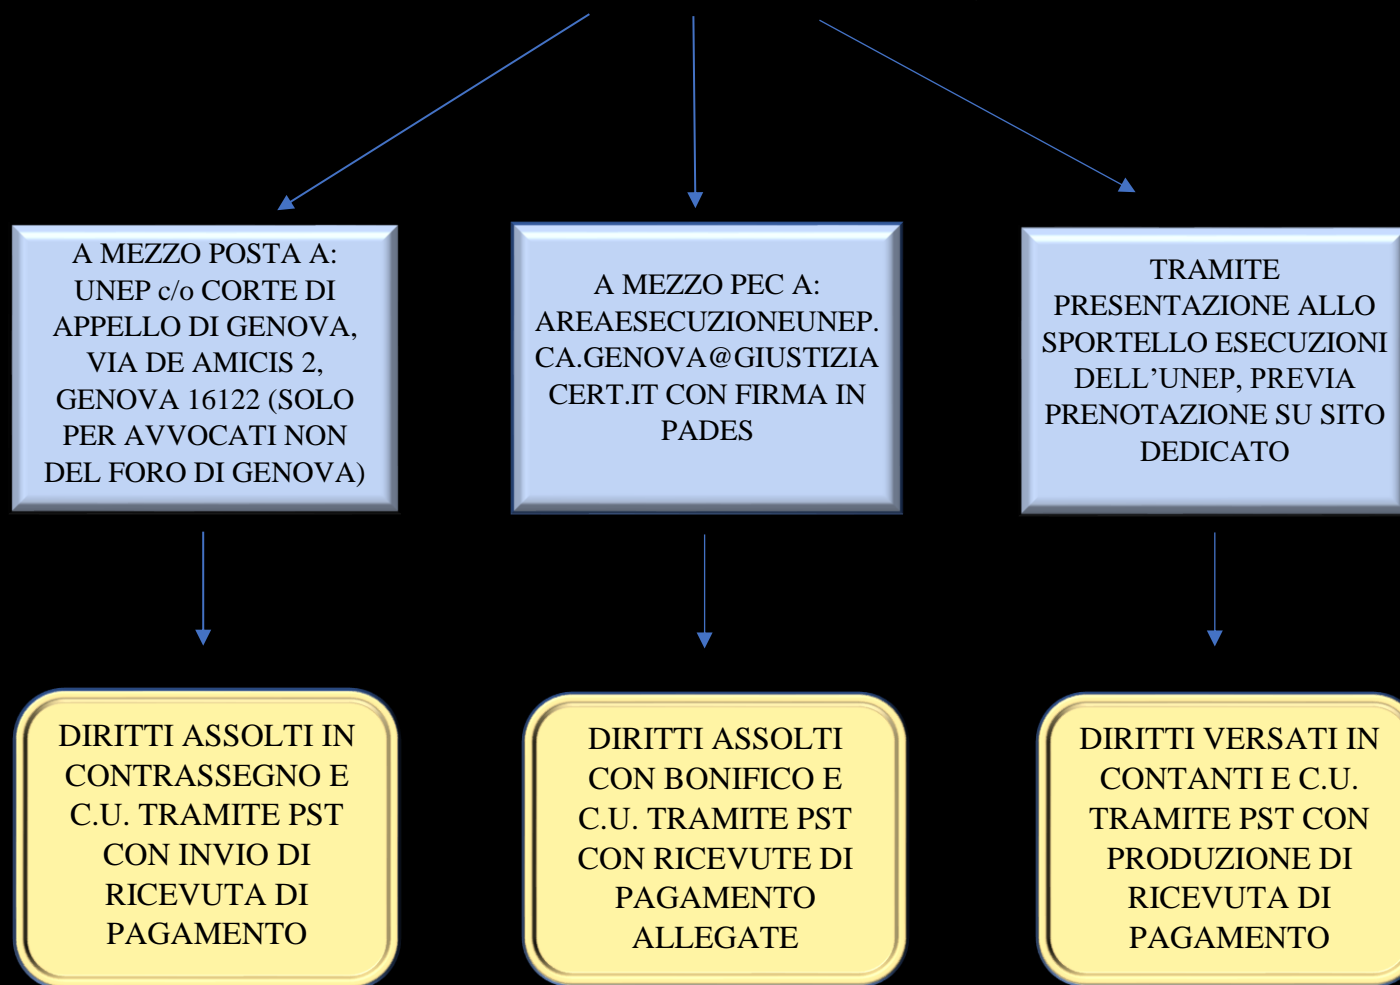 A MEZZO POSTA A:
UNEP c/o CORTE DI
APPELLO DI GENOVA,
VIA DE AMICIS 2,
GENOVA 16122 (SOLO
PER AVVOCATI NON
DEL FORO DI GENOVA)
A MEZZO PEC A:
AREAESECUZIONEUNEP.
CA.GENOVA@GIUSTIZIA
CERT.IT CON FIRMA IN
PADES
TRAMITE
PRESENTAZIONE ALLO
SPORTELLO ESECUZIONI
DELL’UNEP, PREVIA
PRENOTAZIONE SU SITO
DEDICATO
DIRITTI ASSOLTI IN
CONTRASSEGNO E
C.U. TRAMITE PST
CON INVIO DI
RICEVUTA DI
PAGAMENTO
DIRITTI ASSOLTI
CON BONIFICO E
C.U. TRAMITE PST
CON RICEVUTE DI
PAGAMENTO
ALLEGATE
DIRITTI VERSATI IN
CONTANTI E C.U.
TRAMITE PST CON
PRODUZIONE DI
RICEVUTA DI
PAGAMENTO